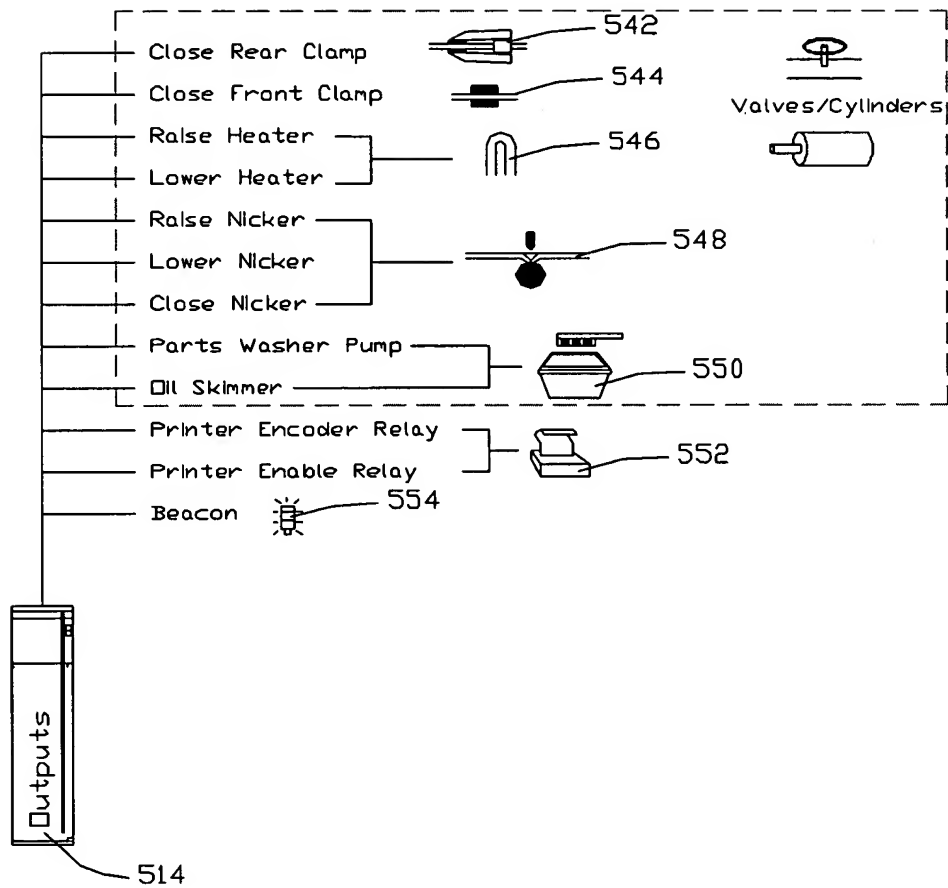 Close Rear Clamp
542
Close Front Clamp
544
Valves/Cylinders
Raise Heater
546
Lower Heater
Raise Nicker
548
Lower Nicker
Close Nicker
Parts Washer Pump
550
Oil Skimmer
Printer Encoder Relay
552
Printer Enable Relay
Beacon
554
Outputs
514